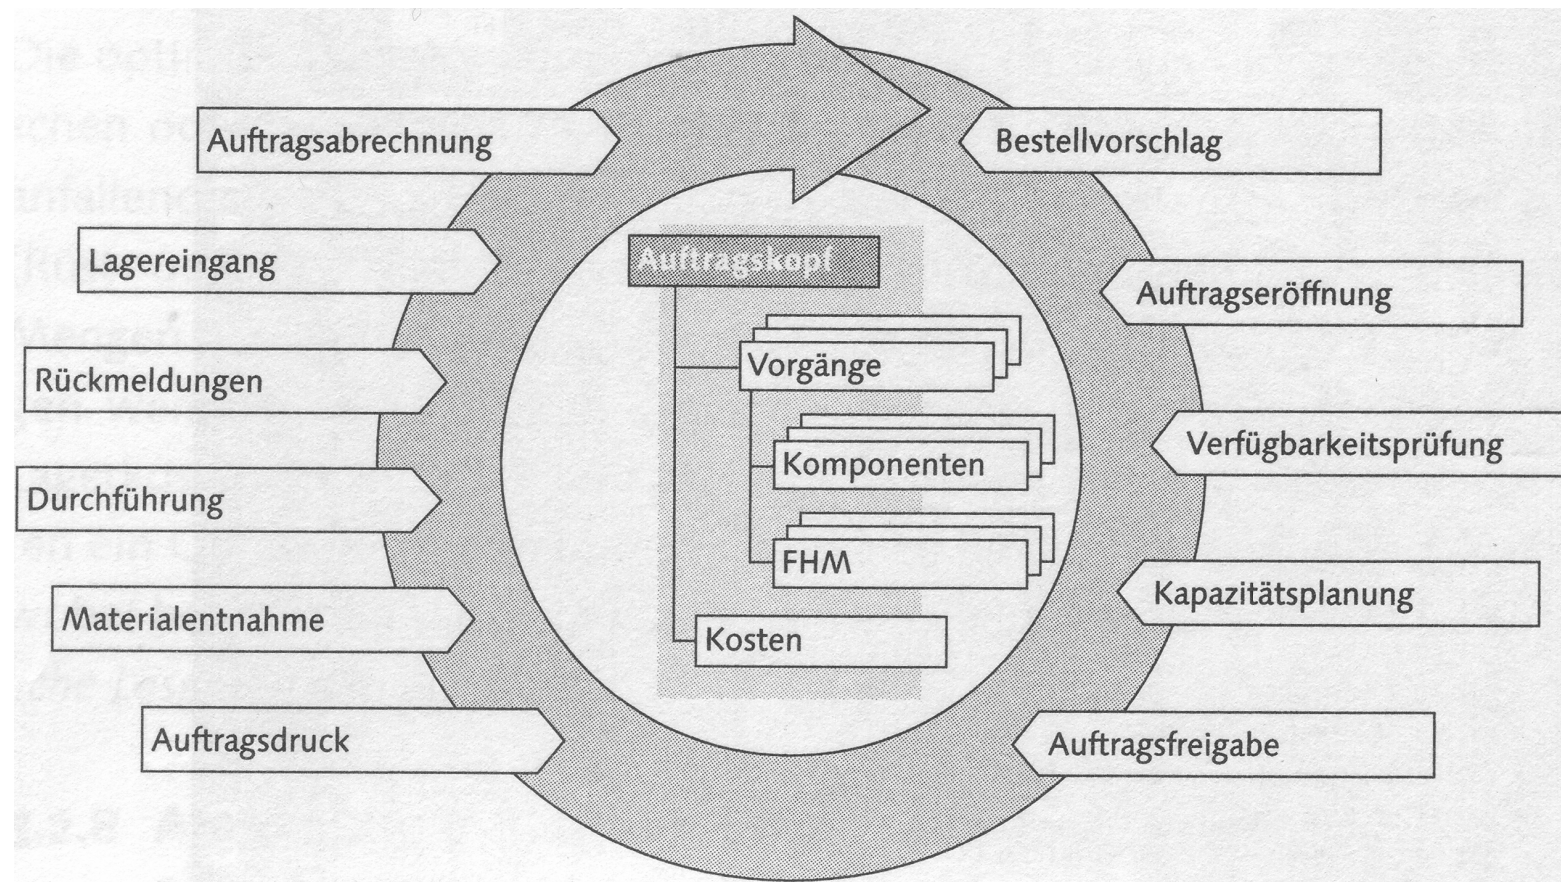 Auftragsabrechnung
Bestellvorschlag
Lagereingang
Auftragseröffnung
Rückmeldungen
Verfügbarkeitsprüfung
Durchführung
Kapazitätsplanung
Materialentnahme
Auftragsfreigabe
Auftragsdruck
Auftragskopf
Vorgänge
Komponenten
FHM
Kosten